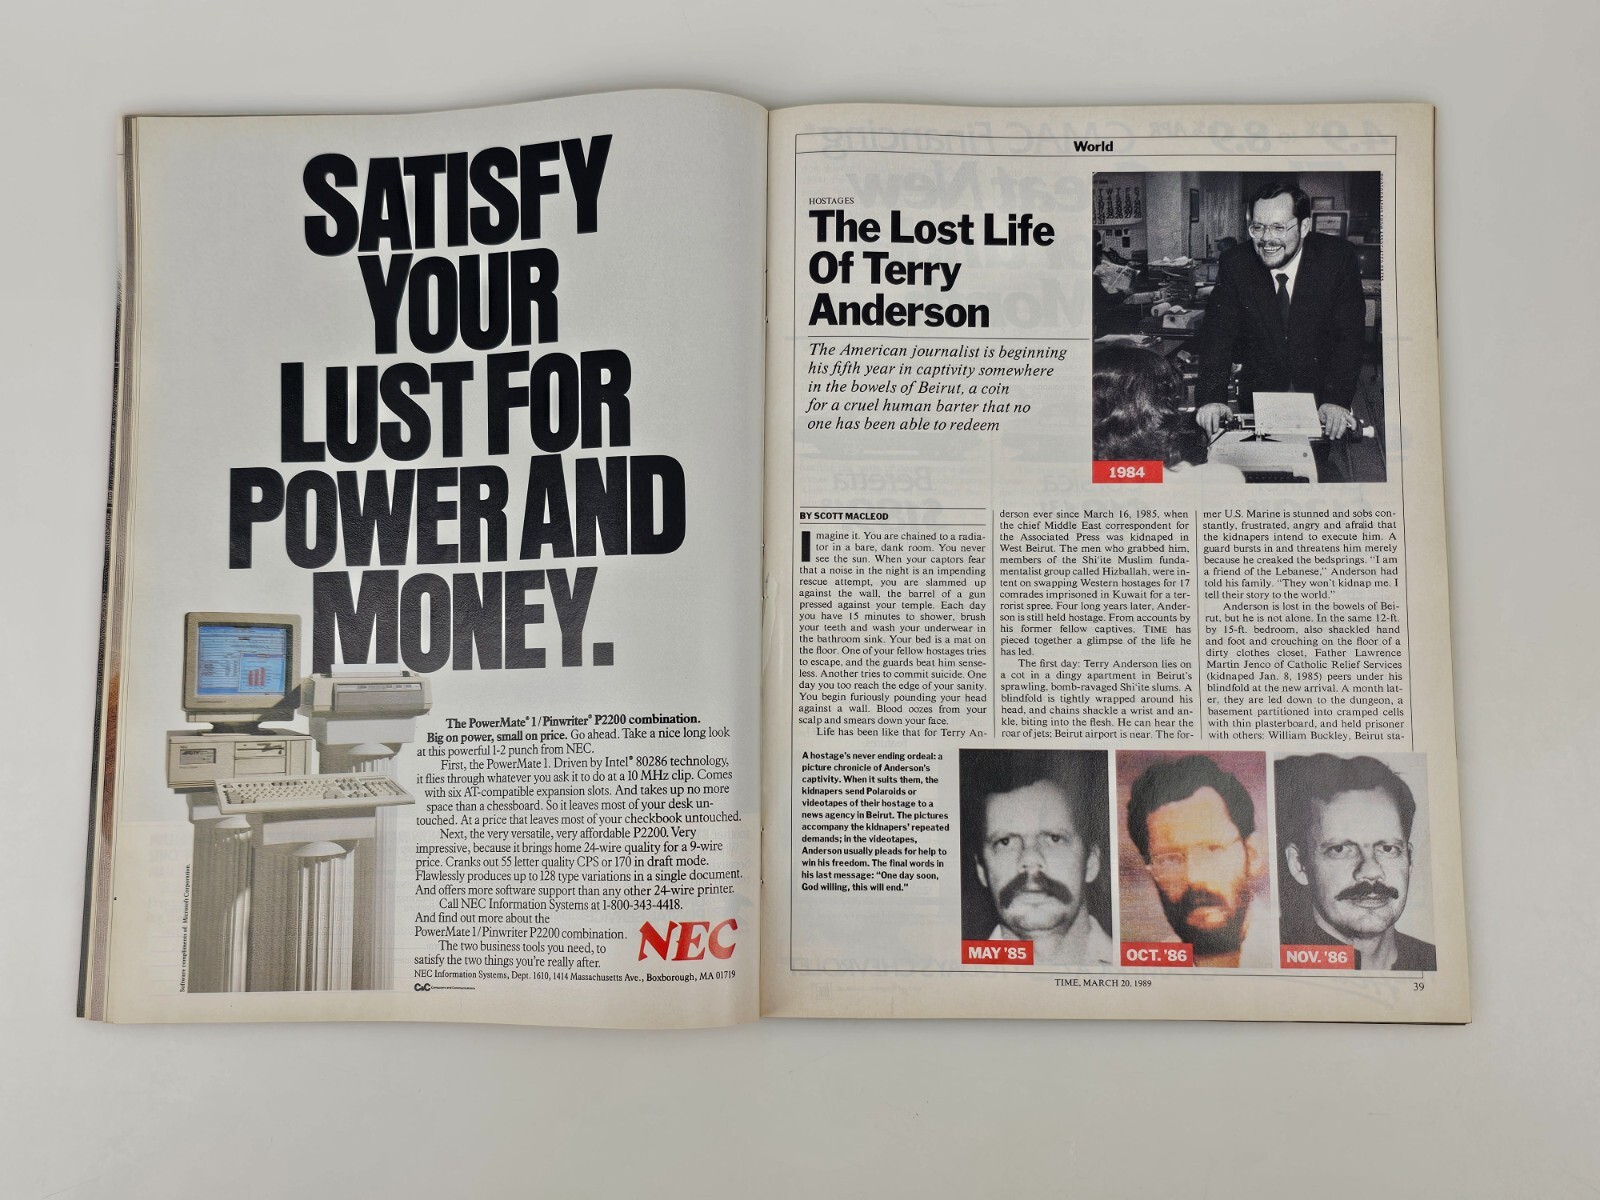 SATISFY
YOUR
LUST FOR
POWER AND
MONEY.
The PowerMate® 1/Pinwriter® P2200 combination.
Big on power, small on price. Go ahead. Take a nice long look
at this powerful 1-2 punch from NEC.
First, the PowerMate 1. Driven by Intel® 80286 technology,
it flies through whatever you ask it to do at a 10 MHz clip. Comes
with six AT-compatible expansion slots. And takes up no more
space than a chessboard. So it leaves most of your desk un-
touched. At a price that leaves most of your checkbook untouched.
Next, the very versatile, very affordable P2200. Very
impressive, because it brings home 24-wire quality for a 9-wire
price. Cranks out 55 letter quality CPS or 170 in draft mode.
Flawlessly produces up to 128 type variations in a single document.
And offers more software support than any other 24-wire printer.
Call NEC Information Systems at 1-800-343-4418.
And find out more about the
PowerMate 1/Pinwriter P2200 combination.
The two business tools you need, to
satisfy the two things you're really after.
NEC
NEC Information Systems, Dept. 1610, 1414 Massachusetts Ave., Boxborough, MA 01719
C&C Computers and Communications
Software compliments of Microsoft Corporation
World
HOSTAGES
The Lost Life
Of Terry
Anderson
The American journalist is beginning
his fifth year in captivity somewhere
in the bowels of Beirut, a coin
for a cruel human barter that no
one has been able to redeem
1984
BY SCOTT MACLEOD
Imagine it. You are chained to a radia-
tor in a bare, dank room. You never
see the sun. When your captors fear
that a noise in the night is an impending
rescue attempt, you are slammed up
against the wall, the barrel of a gun
pressed against your temple. Each day
you have 15 minutes to shower, brush
your teeth and wash your underwear in
the bathroom sink. Your bed is a mat on
the floor. One of your fellow hostages tries
to escape, and the guards beat him sense-
less. Another tries to commit suicide. One
day you too reach the edge of your sanity.
You begin furiously pounding your head
against a wall. Blood oozes from your
scalp and smears down your face.
Life has been like that for Terry An-
derson ever since March 16, 1985, when
the chief Middle East correspondent for
the Associated Press was kidnaped in
West Beirut. The men who grabbed him,
members of the Shi'ite Muslim funda-
mentalist group called Hizballah, were in-
tent on swapping Western hostages for 17
comrades imprisoned in Kuwait for a ter-
rorist spree. Four long years later, Ander-
son is still held hostage. From accounts by
his former fellow captives, TIME has
pieced together a glimpse of the life he
has led.
The first day: Terry Anderson lies on
a cot in a dingy apartment in Beirut's
sprawling, bomb-ravaged Shi'ite slums. A
blindfold is tightly wrapped around his
head, and chains shackle a wrist and an-
kle, biting into the flesh. He can hear the
roar of jets; Beirut airport is near. The for-
mer U.S. Marine is stunned and sobs con-
stantly, frustrated, angry and afraid that
the kidnapers intend to execute him. A
guard bursts in and threatens him merely
because he creaked the bedsprings. "I am
a friend of the Lebanese," Anderson had
told his family. "They won't kidnap me. I
tell their story to the world."
Anderson is lost in the bowels of Bei-
rut, but he is not alone. In the same 12-ft.
by 15-ft. bedroom, also shackled hand
and foot and crouching on the floor of a
dirty clothes closet, Father Lawrence
Martin Jenco of Catholic Relief Services
(kidnaped Jan. 8, 1985) peers under his
blindfold at the new arrival. A month lat-
er, they are led down to the dungeon, a
basement partitioned into cramped cells
with thin plasterboard, and held prisoner
with others: William Buckley, Beirut sta-
A hostage's never ending ordeal: a
picture chronicle of Anderson's
captivity. When it suits them, the
kidnapers send Polaroids or
videotapes of their hostage to a
news agency in Beirut. The pictures
accompany the kidnapers' repeated
demands; in the videotapes,
Anderson usually pleads for help to
win his freedom. The final words in
his last message: "One day soon,
God willing, this will end."
MAY '85
OCT. '86
NOV. '86
TIME, MARCH 20, 1989
39